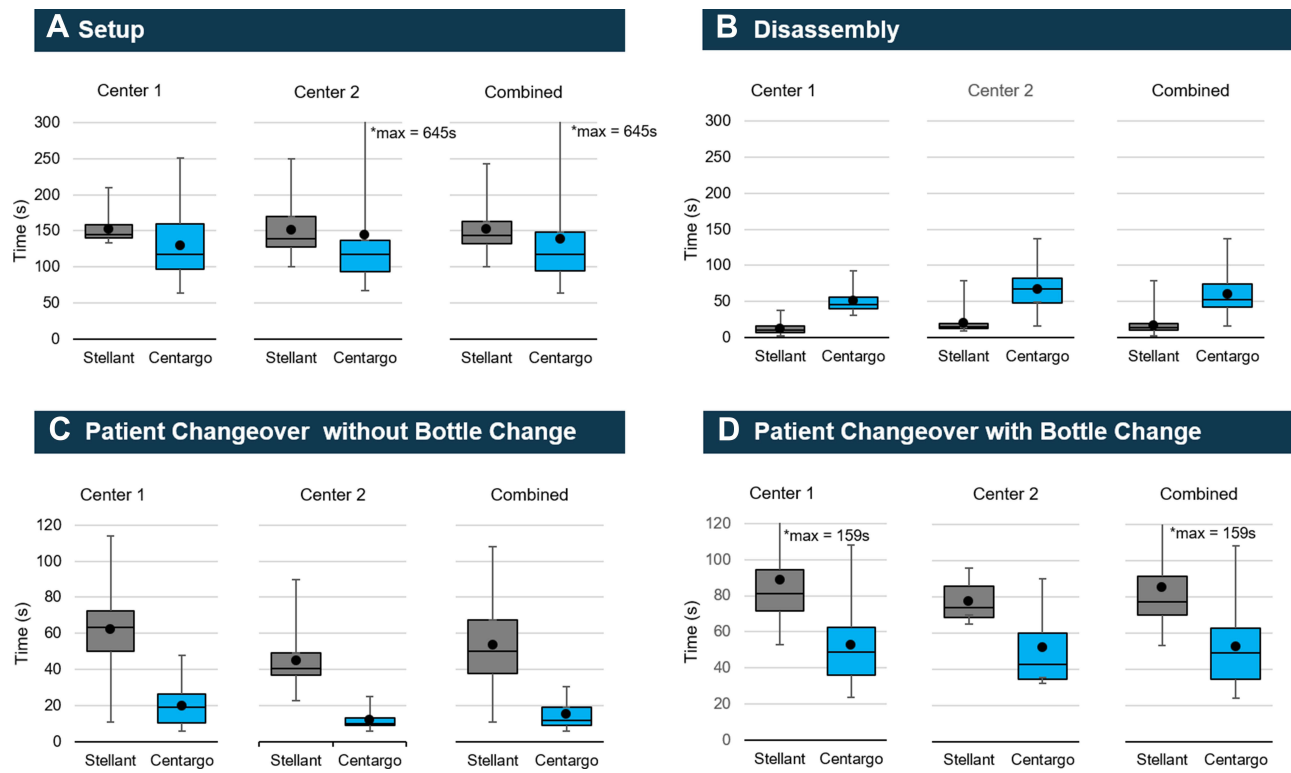 A Setup
Center 1
Center 2
Combined
*max = 645s
*max = 645s
Time (s)
300
250
200
150
100
50
0
Stellant Centargo
Stellant Centargo
Stellant Centargo
B Disassembly
Center 1
Center 2
Combined
Time (s)
300
250
200
150
100
50
0
Stellant Centargo
Stellant Centargo
Stellant Centargo
C Patient Changeover without Bottle Change
Center 1
Center 2
Combined
Time (s)
120
100
80
60
40
20
0
Stellant Centargo
Stellant Centargo
Stellant Centargo
D Patient Changeover with Bottle Change
Center 1
Center 2
Combined
*max = 159s
*max = 159s
Time (s)
120
100
80
60
40
20
0
Stellant Centargo
Stellant Centargo
Stellant Centargo